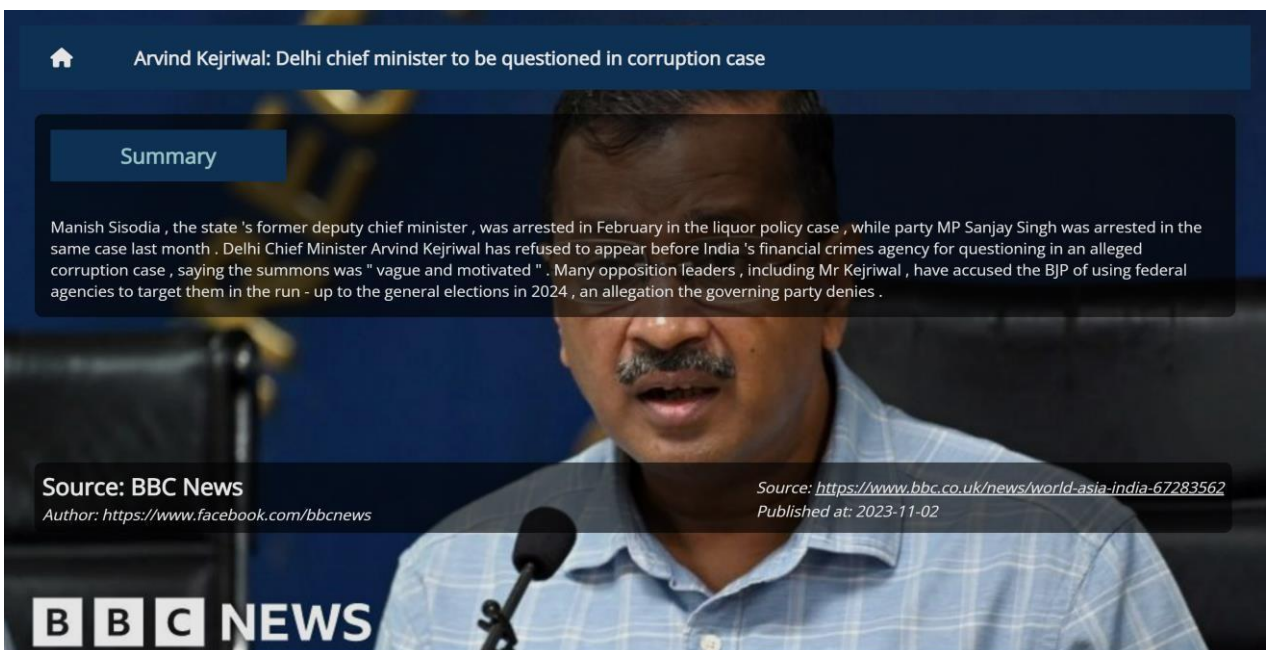 Arvind Kejriwal: Delhi chief minister to be questioned in corruption case
Summary
Manish Sisodia , the state 's former deputy chief minister , was arrested in February in the liquor policy case , while party MP Sanjay Singh was arrested in the
same case last month . Delhi Chief Minister Arvind Kejriwal has refused to appear before India 's financial crimes agency for questioning in an alleged
corruption case , saying the summons was " vague and motivated " . Many opposition leaders , including Mr Kejriwal , have accused the BJP of using federal
agencies to target them in the run - up to the general elections in 2024 , an allegation the governing party denies .
Source: BBC News
Author: https://www.facebook.com/bbcnews
Source: https://www.bbc.co.uk/news/world-asia-india-67283562
Published at: 2023-11-02
BBC NEWS